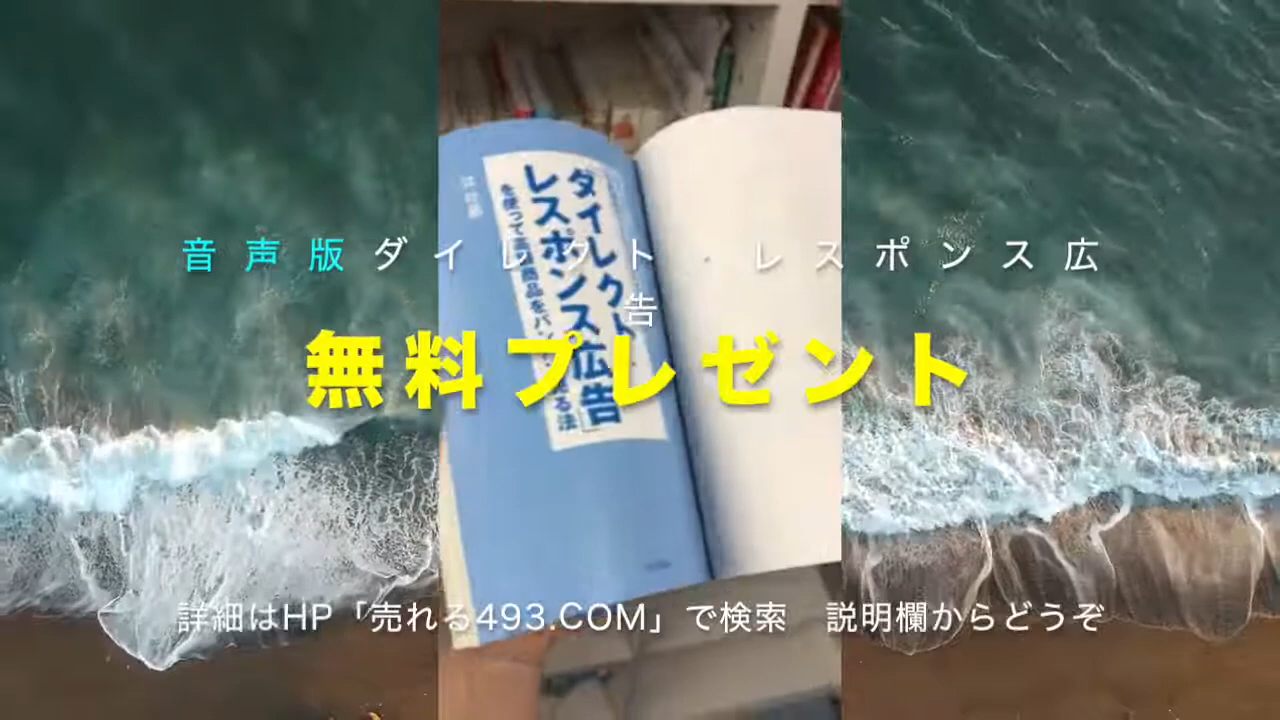 音声版ダイレクト・レスポンス広
告
無料プレゼント
詳細はHP「売れる493.COM」で検索　説明欄からどうぞ
ダイレクト・
レスポンス広告」